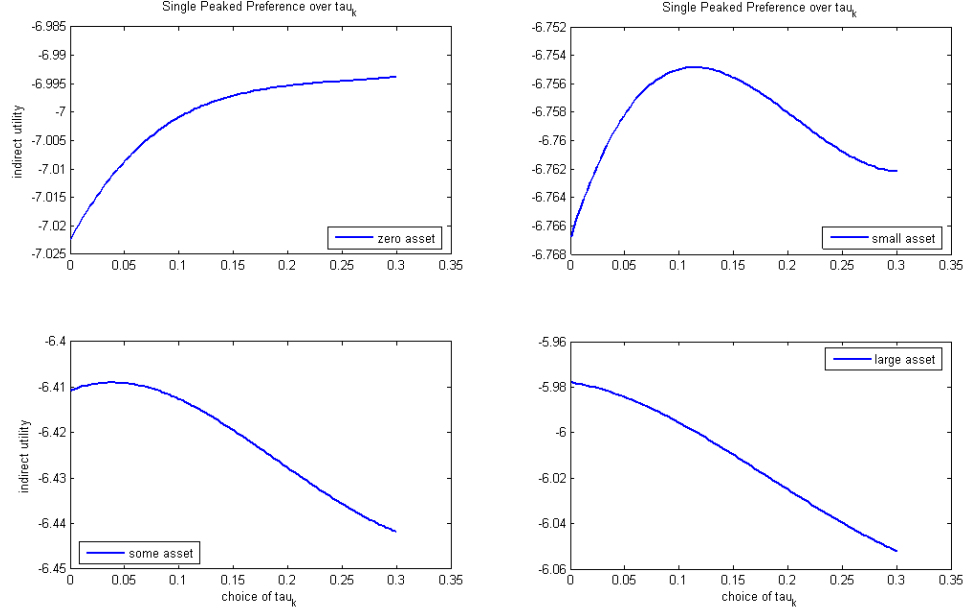 Single Peaked Preference over tau_k
-6.985
-6.99
-6.995
-7
-7.005
-7.01
-7.015
-7.02
-7.025
indirect utility
zero asset
0 0.05 0.1 0.15 0.2 0.25 0.3 0.35
Single Peaked Preference over tau_k
-6.752
-6.754
-6.756
-6.758
-6.76
-6.762
-6.764
-6.766
-6.768
small asset
0 0.05 0.1 0.15 0.2 0.25 0.3 0.35
-6.4
-6.41
-6.42
-6.43
-6.44
-6.45
indirect utility
some asset
0 0.05 0.1 0.15 0.2 0.25 0.3 0.35
choice of tau_k
-5.96
-5.98
-6
-6.02
-6.04
-6.06
large asset
0 0.05 0.1 0.15 0.2 0.25 0.3 0.35
choice of tau_k